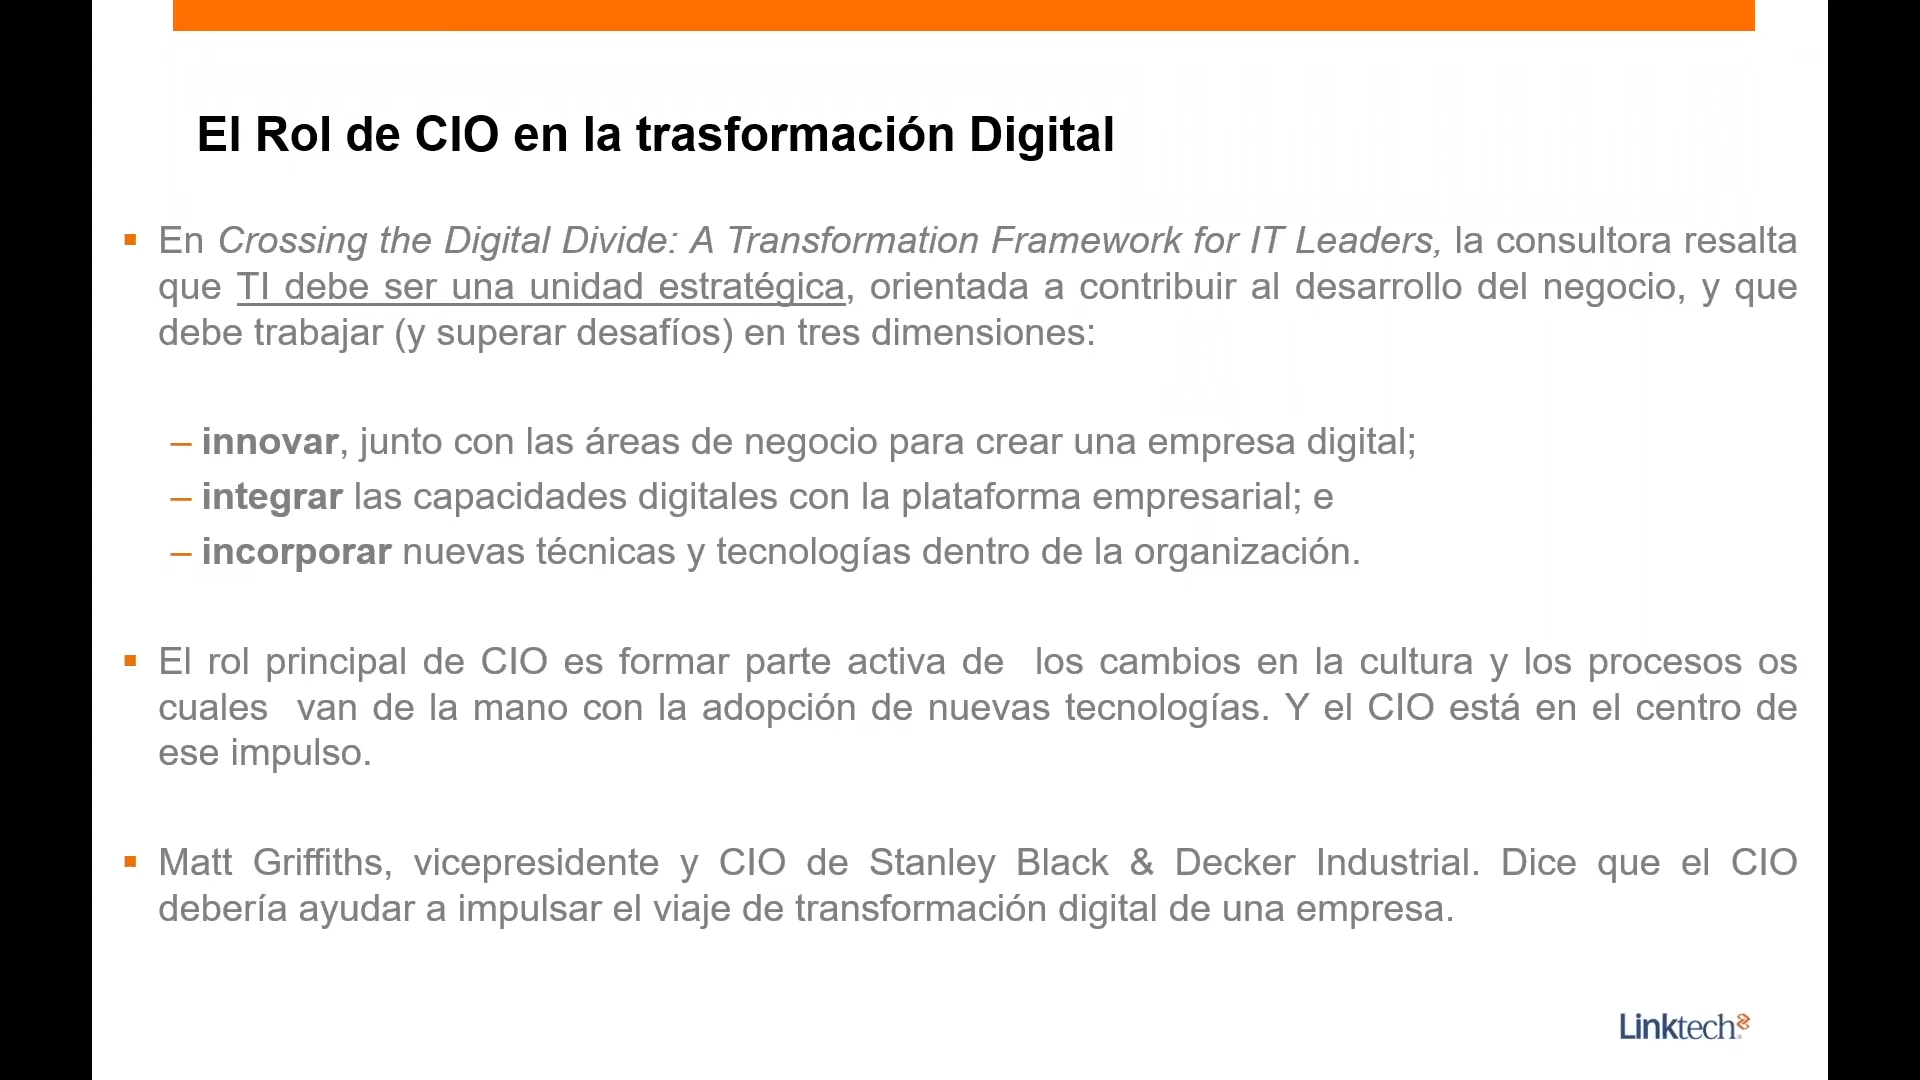 El Rol de CIO en la trasformación Digital
▪ En Crossing the Digital Divide: A Transformation Framework for IT Leaders, la consultora resalta
que TI debe ser una unidad estratégica, orientada a contribuir al desarrollo del negocio, y que
debe trabajar (y superar desafíos) en tres dimensiones:
– innovar, junto con las áreas de negocio para crear una empresa digital;
– integrar las capacidades digitales con la plataforma empresarial; e
– incorporar nuevas técnicas y tecnologías dentro de la organización.
▪ El rol principal de CIO es formar parte activa de los cambios en la cultura y los procesos os
cuales van de la mano con la adopción de nuevas tecnologías. Y el CIO está en el centro de
ese impulso.
▪ Matt Griffiths, vicepresidente y CIO de Stanley Black & Decker Industrial. Dice que el CIO
debería ayudar a impulsar el viaje de transformación digital de una empresa.
Linktech